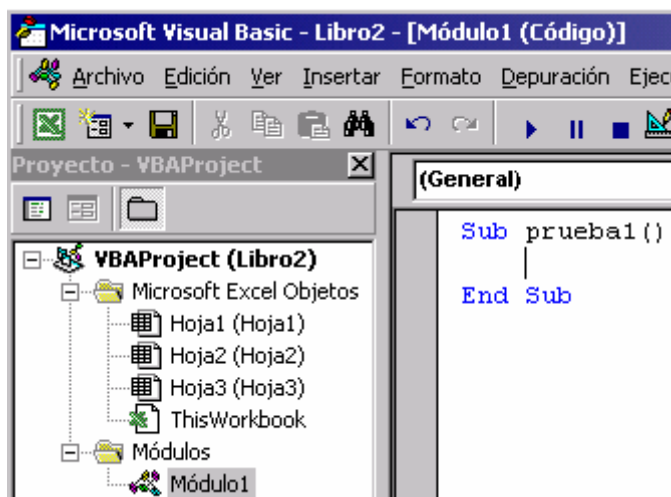 Microsoft Visual Basic - Libro2 - [Módulo1 (Código)]
Archivo Edición Ver Insertar Formato Depuración Ejec
Proyecto - VBAProject
(General)
VBAProject (Libro2)
Microsoft Excel Objetos
Hoja1 (Hoja1)
Hoja2 (Hoja2)
Hoja3 (Hoja3)
ThisWorkbook
Módulos
Módulo1
Sub prueba1()
End Sub